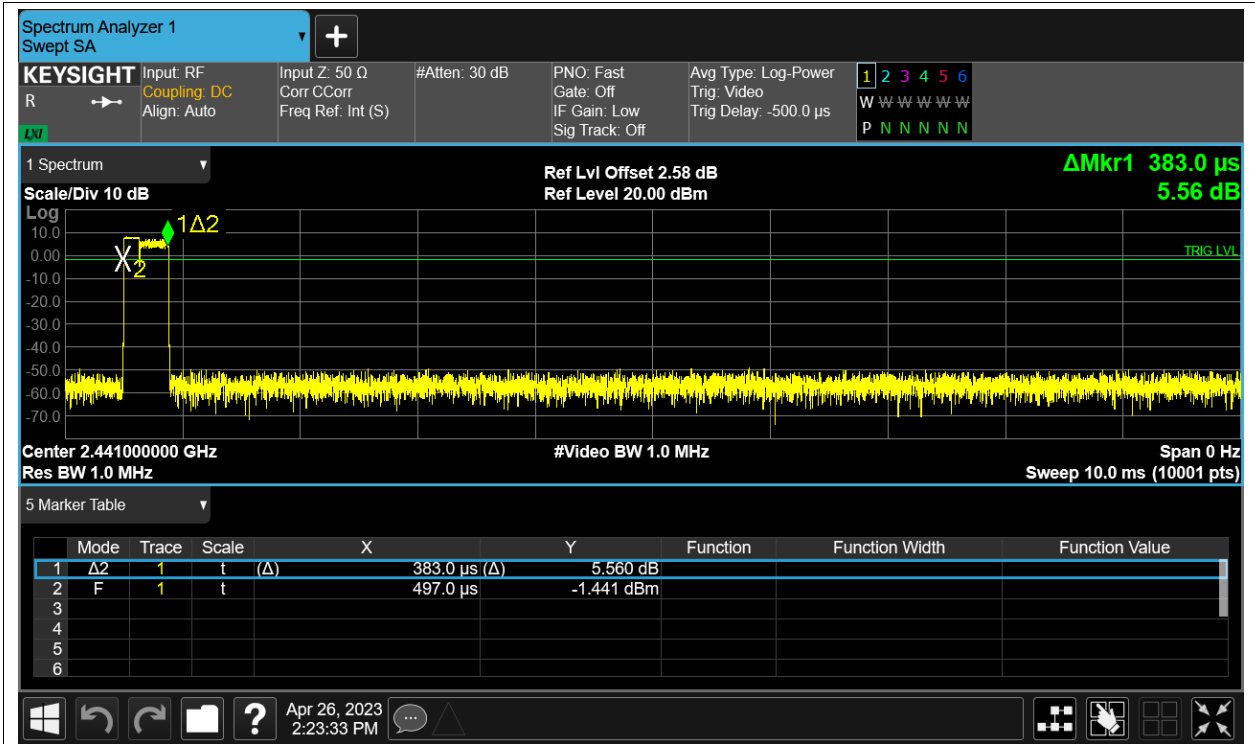 Spectrum Analyzer 1
Swept SA
KEYSIGHT Input: RF Input Z: 50 Ω #Atten: 30 dB PNO: Fast Avg Type: Log-Power 1 2 3 4 5 6
R Coupling: DC Corr CCorr Gate: Off Trig: Video W W W W W W
Align: Auto Freq Ref: Int (S) IF Gain: Low Trig Delay: -500.0 µs
LXI Sig Track: Off P N N N N N
1 Spectrum Ref Lvl Offset 2.58 dB ΔMkr1 383.0 µs
Scale/Div 10 dB Ref Level 20.00 dBm 5.56 dB
Log
1Δ2
10.0
0.00 TRIG LVL
X2
-10.0
-20.0
-30.0
-40.0
-50.0
-60.0
-70.0
Center 2.441000000 GHz #Video BW 1.0 MHz Span 0 Hz
Res BW 1.0 MHz Sweep 10.0 ms (10001 pts)
5 Marker Table
Mode Trace Scale X Y Function Function Width Function Value
1 Δ2 1 t (Δ) 383.0 µs (Δ) 5.560 dB
2 F 1 t 497.0 µs -1.441 dBm
3
4
5
6
? Apr 26, 2023
2:23:33 PM